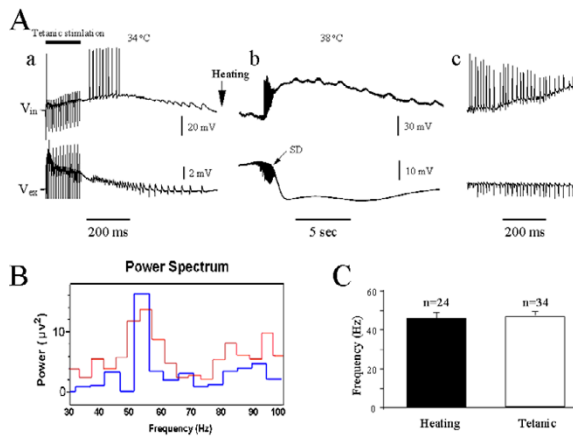 A
Tetanic stimlation
34 °C
38°C
a
b
c
Heating
Vin
20 mV
30 mV
SD
2 mV
10 mV
Vex
200 ms
5 sec
200 ms
B
Power Spectrum
Power ( μv²)
10
0
30 40 50 60 70 80 90 100
Frequency (Hz)
C
n=24 n=34
Frequency (Hz)
60
40
20
0
Heating Tetanic